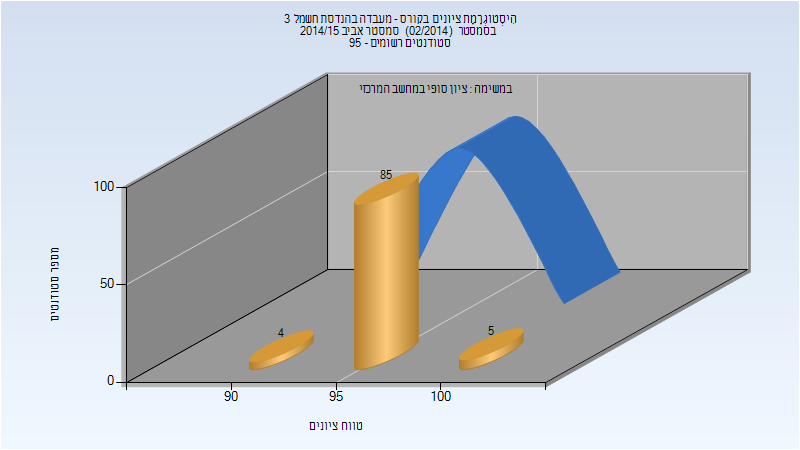 היסטוגרמת ציונים בקורס - מעבדה בהנדסת חשמל 3
בסמסטר (02/2014) סמסטר אביב 2014/15
סטודנטים רשומים - 95
במשימה : ציון סופי במחשב המרכזי
100
50
0
85
4
5
90
95
100
מספר סטודנטים
טווח ציונים